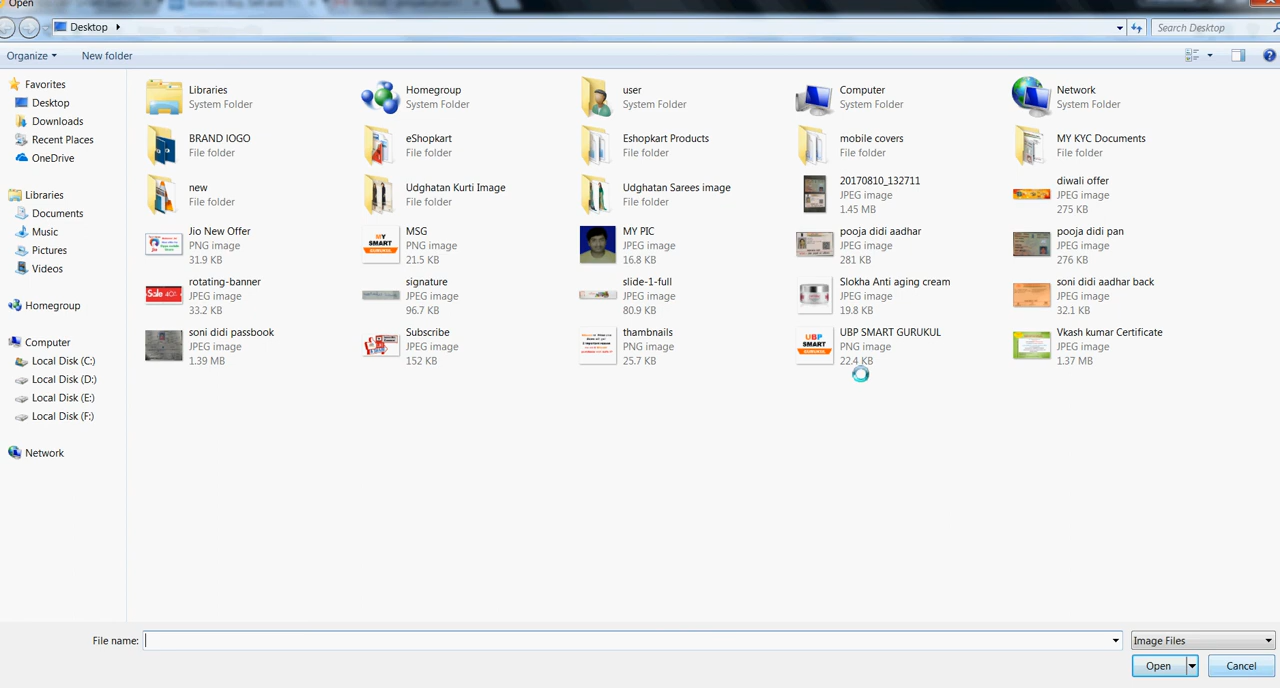 Open
Desktop
Search Desktop
Organize
New folder
Favorites
Desktop
Downloads
Recent Places
OneDrive
Libraries
Documents
Music
Pictures
Videos
Homegroup
Computer
Local Disk (C:)
Local Disk (D:)
Local Disk (E:)
Local Disk (F:)
Network
Libraries
System Folder
Homegroup
System Folder
user
System Folder
Computer
System Folder
Network
System Folder
BRAND lOGO
File folder
eShopkart
File folder
Eshopkart Products
File folder
mobile covers
File folder
MY KYC Documents
File folder
new
File folder
Udghatan Kurti Image
File folder
Udghatan Sarees image
File folder
20170810_132711
JPEG image
1.45 MB
diwali offer
JPEG image
275 KB
Jio New Offer
PNG image
31.9 KB
MY
SMART
GURUKUL
MSG
PNG image
21.5 KB
MY PIC
JPEG image
16.8 KB
pooja didi aadhar
JPEG image
281 KB
pooja didi pan
JPEG image
276 KB
Sale 40%
rotating-banner
JPEG image
33.2 KB
signature
JPEG image
96.7 KB
slide-1-full
JPEG image
80.9 KB
Slokha Anti aging cream
JPEG image
19.8 KB
soni didi aadhar back
JPEG image
32.1 KB
soni didi passbook
JPEG image
1.39 MB
Subscribe
JPEG image
152 KB
thambnails
PNG image
25.7 KB
UBP
SMART
GURUKUL
UBP SMART GURUKUL
PNG image
22.4 KB
Vkash kumar Certificate
JPEG image
1.37 MB
File name:
Image Files
Open
Cancel